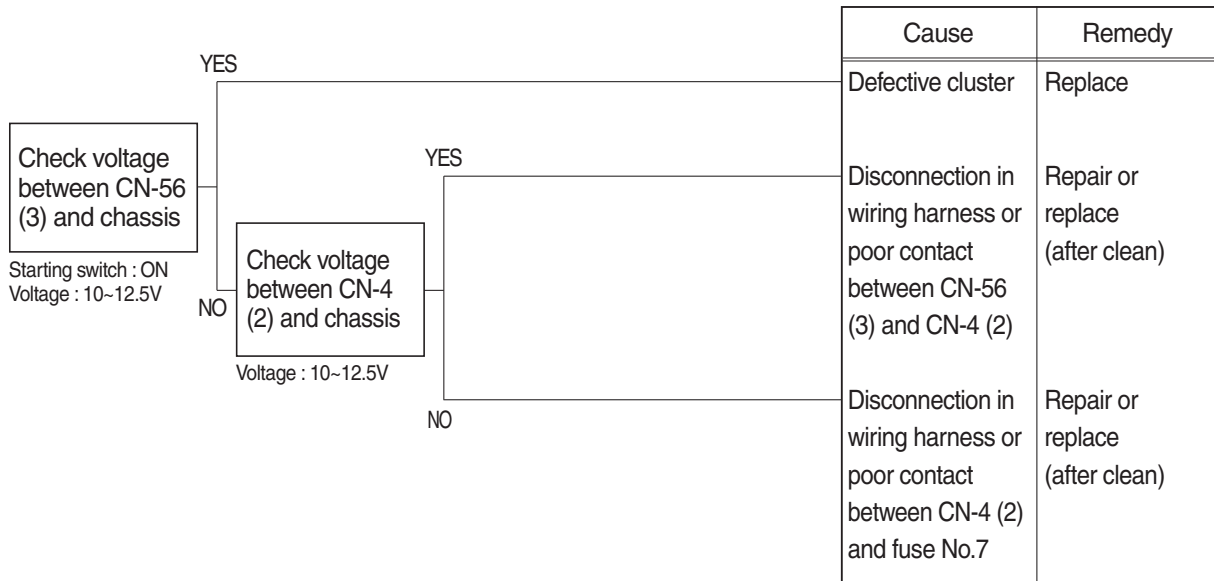 Cause
Remedy
YES
Defective cluster
Replace
Check voltage
between CN-56
(3) and chassis
Starting switch : ON
Voltage : 10~12.5V
NO
YES
Disconnection in
wiring harness or
poor contact
between CN-56
(3) and CN-4 (2)
Repair or
replace
(after clean)
Check voltage
between CN-4
(2) and chassis
Voltage : 10~12.5V
NO
Disconnection in
wiring harness or
poor contact
between CN-4 (2)
and fuse No.7
Repair or
replace
(after clean)